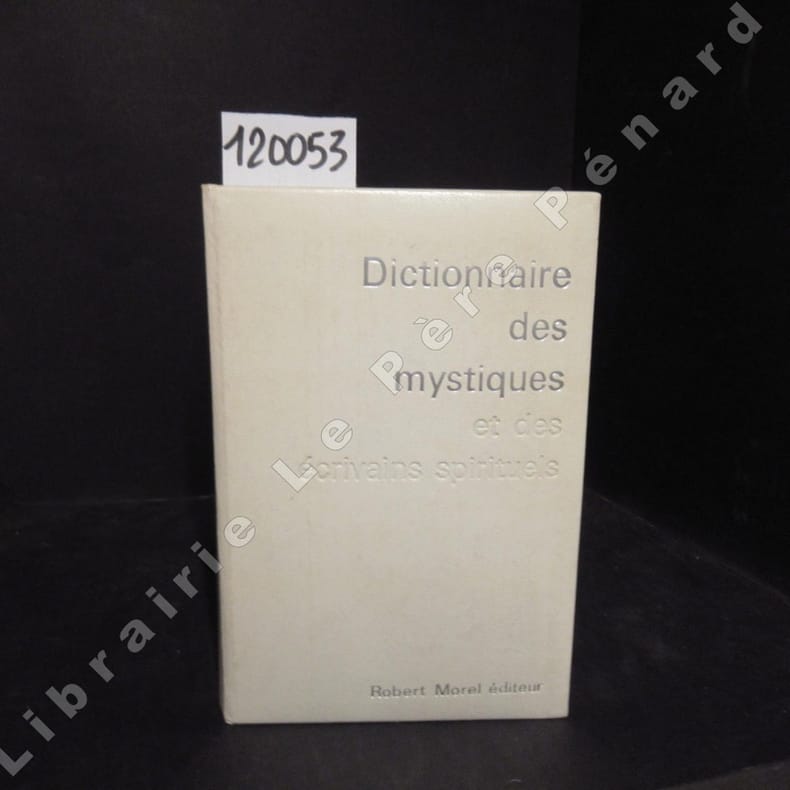 120053
Dictionnaire
des
mystiques
et des
écrivains spirituels
Robert Morel éditeur
Librairie Le Père Pénard